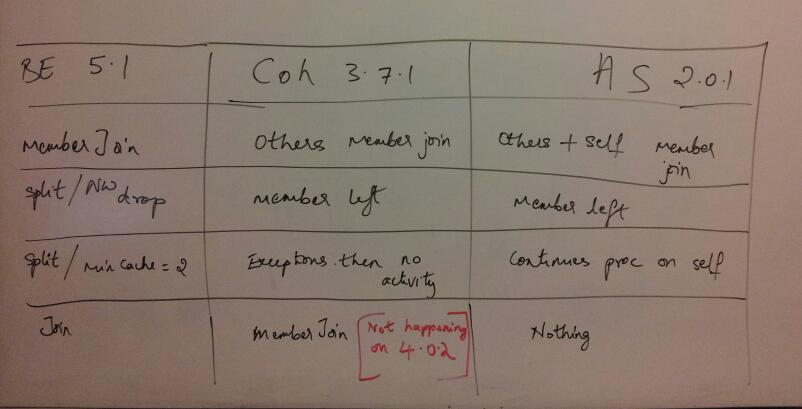 BE 5.1 Coh 3.7.1 AS 2.0.1
Member Join Others Member join Others + self member join
split/NW drop member left Member left
split/min cache = 2 Exceptions then no activity Continues proc on self
Join Member Join [Not happening on 4.0.2] Nothing